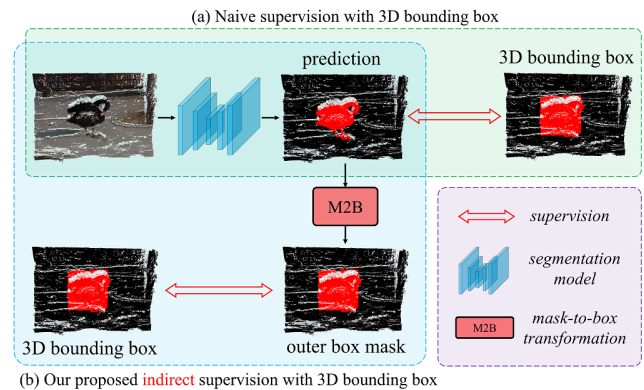 (a) Naive supervision with 3D bounding box
prediction
3D bounding box
M2B
supervision
segmentation
model
M2B
mask-to-box
transformation
3D bounding box
outer box mask
(b) Our proposed indirect supervision with 3D bounding box